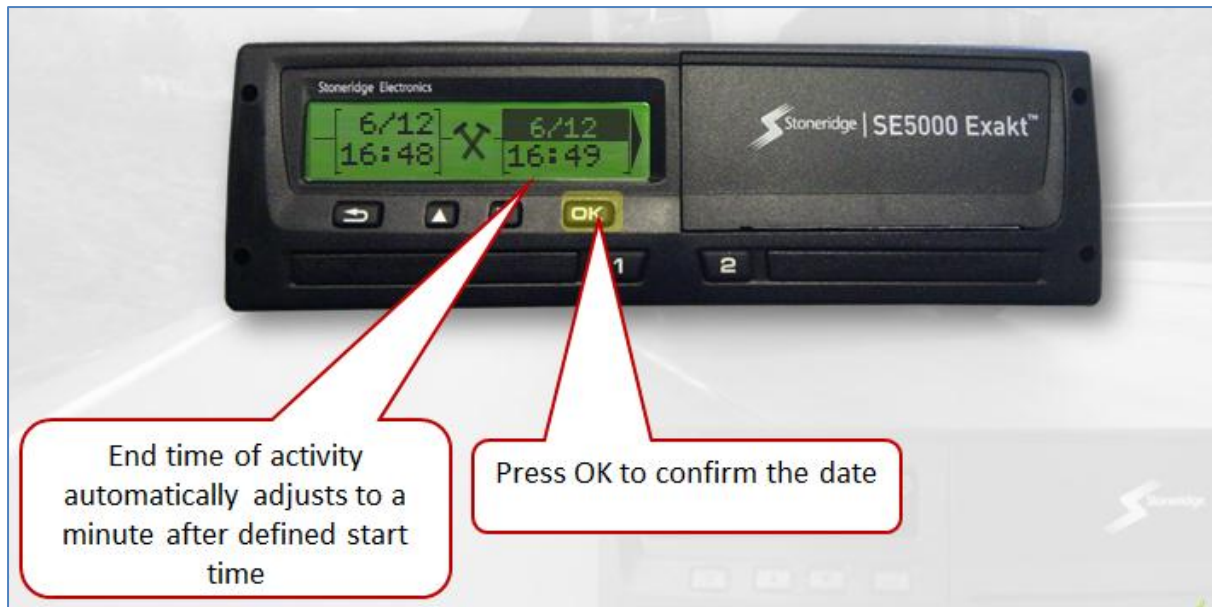 Stoneridge Electronics
6/12 6/12
16:48 16:49
Stoneridge | SE5000 Exakt™
OK
1 2
End time of activity
automatically adjusts to a
minute after defined start
time
Press OK to confirm the date
Stoneridge